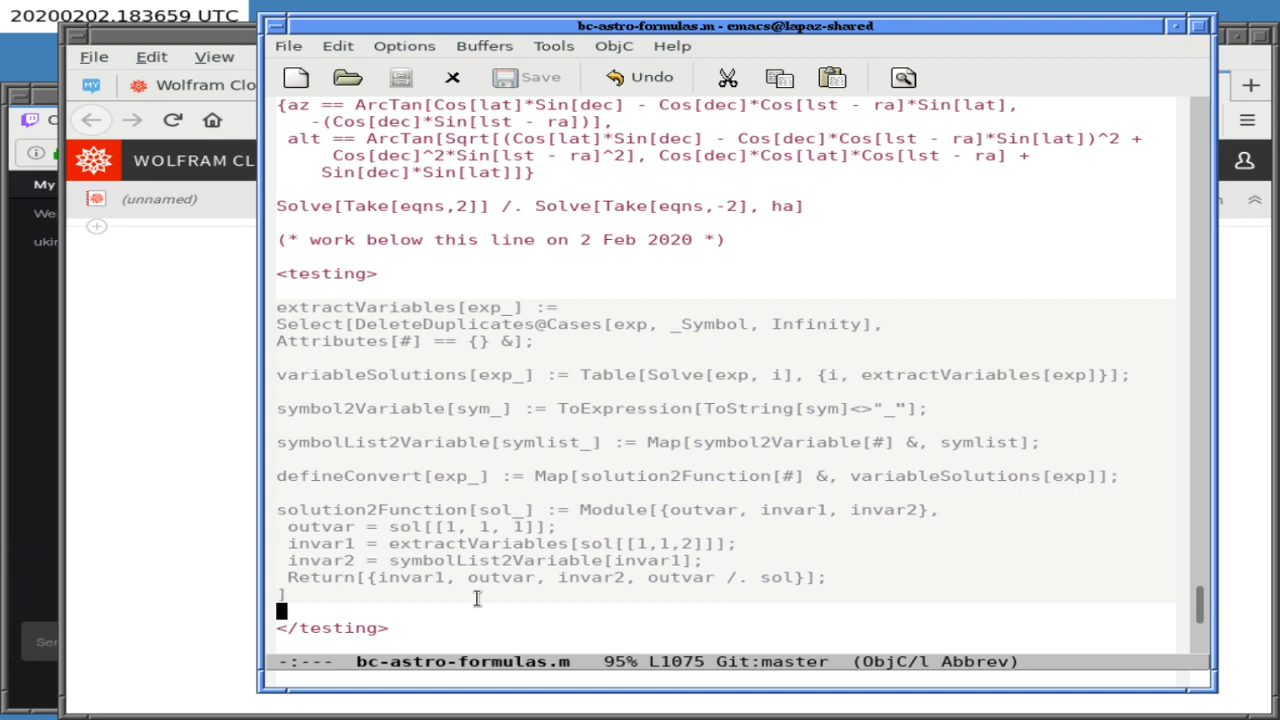 20200202.183659 UTC
bc-astro-formulas.m - emacs@lapaz-shared
File Edit Options Buffers Tools ObjC Help
Save Undo
File Edit View
MY Wolfram Clo
WOLFRAM CL
(unnamed)
My
We
ukir
Ser
{az == ArcTan[Cos[lat]*Sin[dec] - Cos[dec]*Cos[lst - ra]*Sin[lat],
-(Cos[dec]*Sin[lst - ra])],
alt == ArcTan[Sqrt[(Cos[lat]*Sin[dec] - Cos[dec]*Cos[lst - ra]*Sin[lat])^2 +
Cos[dec]^2*Sin[lst - ra]^2], Cos[dec]*Cos[lat]*Cos[lst - ra] +
Sin[dec]*Sin[lat]]}
Solve[Take[eqns,2]] /. Solve[Take[eqns,-2], ha]
(* work below this line on 2 Feb 2020 *)
<testing>
extractVariables[exp_] :=
Select[DeleteDuplicates@Cases[exp, _Symbol, Infinity],
Attributes[#] == {} &];
variableSolutions[exp_] := Table[Solve[exp, i], {i, extractVariables[exp]}];
symbol2Variable[sym_] := ToExpression[ToString[sym]<>"_"];
symbolList2Variable[symlist_] := Map[symbol2Variable[#] &, symlist];
defineConvert[exp_] := Map[solution2Function[#] &, variableSolutions[exp]];
solution2Function[sol_] := Module[{outvar, invar1, invar2},
outvar = sol[[1, 1, 1]];
invar1 = extractVariables[sol[[1,1,2]]];
invar2 = symbolList2Variable[invar1];
Return[{invar1, outvar, invar2, outvar /. sol}];
]
</testing>
-:--- bc-astro-formulas.m 95% L1075 Git:master (ObjC/l Abbrev)